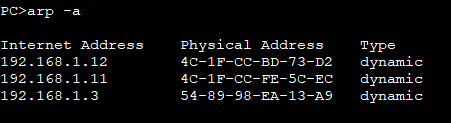 PC>arp -a
Internet Address    Physical Address    Type
192.168.1.12    4C-1F-CC-BD-73-D2    dynamic
192.168.1.11    4C-1F-CC-FE-5C-EC    dynamic
192.168.1.3    54-89-98-EA-13-A9    dynamic